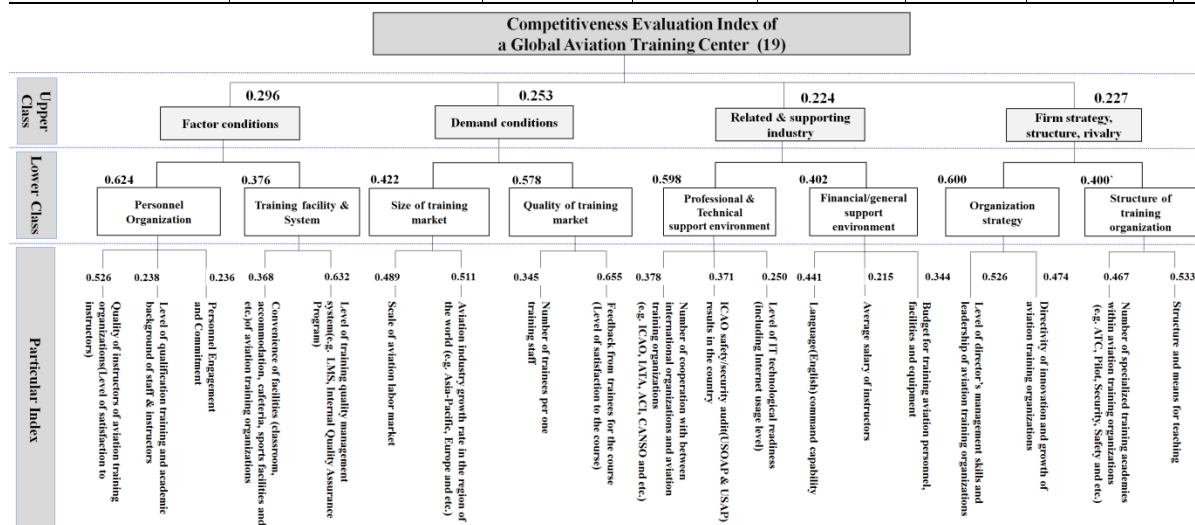 Competitiveness Evaluation Index of
a Global Aviation Training Center (19)
Upper
Class
0.296
0.253
0.224
0.227
Factor conditions
Demand conditions
Related & supporting
industry
Firm strategy,
structure, rivalry
Lower Class
0.624
0.376
0.422
0.578
0.598
0.402
0.600
0.400`
Personnel
Organization
Training facility &
System
Size of training
market
Quality of training
market
Professional &
Technical
support environment
Financial/general
support
environment
Organization
strategy
Structure of
training
organization
Particular Index
0.526
0.238
0.236
0.368
0.632
0.489
0.511
0.345
0.655
0.378
0.371
0.250
0.441
0.215
0.344
0.526
0.474
0.467
0.533
Quality of instructors of aviation training
organizations(Level of satisfaction to
instructors)
Level of qualification training and academic
background of staff & instructors
Personnel Engagement
and Commitment
Convenience of facilities (classroom,
accommodation, cafeteria, sports facilities and
etc.)of aviation training organizations
Level of training quality management
system(e.g. LMS, Internal Quality Assurance
Program)
Scale of aviation labor market
Aviation industry growth rate in the region of
the world (e.g. Asia-Pacific, Europe and etc.)
Number of trainees per one
training staff
Feedback from trainees for the course
(Level of satisfaction to the course)
Number of cooperation with between
international organizations and aviation
training organizations
(e.g. ICAO, IATA, ACI, CANSO and etc.)
ICAO safety/security audit(USOAP & USAP)
results in the country
Level of IT technological readiness
(including Internet usage level)
Language(English) command capability
Average salary of instructors
Budget for training aviation personnel,
facilities and equipment
Level of director's management skills and
leadership of aviation training organizations
Directivity of innovation and growth of
aviation training organizations
Number of specialized training academies
within aviation training organizations
(e.g. ATC, Pilot, Security, Safety and etc.)
Structure and means for teaching